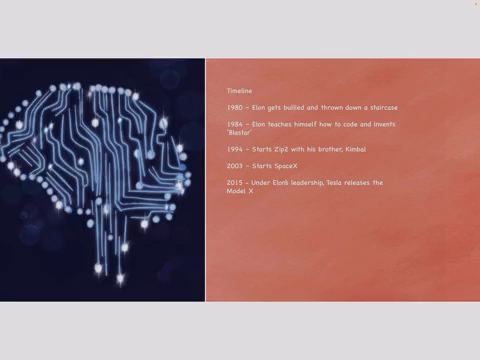 Timeline
1980 - Elon gets bullied and thrown down a staircase
1984 - Elon teaches himself how to code and invents
'Blastar'
1994 - Starts Zip2 with his brother, Kimbal
2003 - Starts SpaceX
2015 - Under Elon's leadership, Tesla releases the
Model X